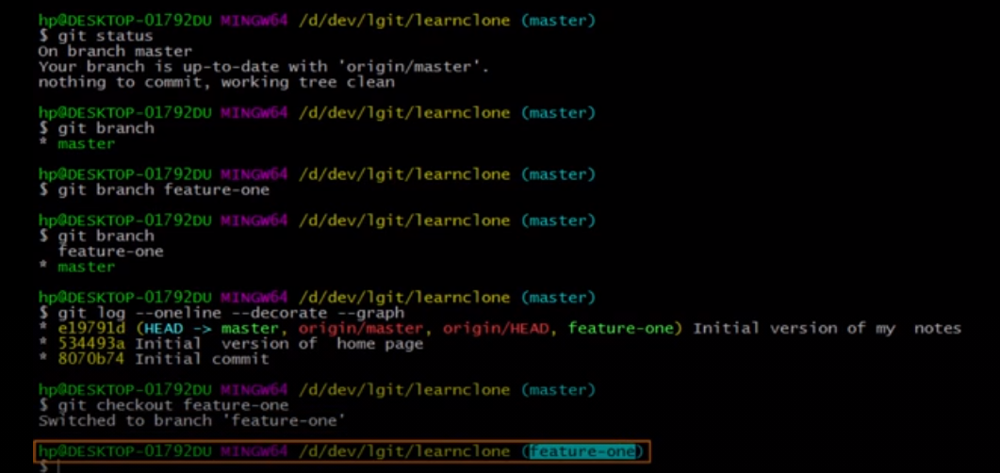 hp@DESKTOP-01792DU MINGW64 /d/dev/lgit/learnclone (master)
$ git status
On branch master
Your branch is up-to-date with 'origin/master'.
nothing to commit, working tree clean
hp@DESKTOP-01792DU MINGW64 /d/dev/lgit/learnclone (master)
$ git branch
* master
hp@DESKTOP-01792DU MINGW64 /d/dev/lgit/learnclone (master)
$ git branch feature-one
hp@DESKTOP-01792DU MINGW64 /d/dev/lgit/learnclone (master)
$ git branch
feature-one
* master
hp@DESKTOP-01792DU MINGW64 /d/dev/lgit/learnclone (master)
$ git log --oneline --decorate --graph
* e19791d (HEAD -> master, origin/master, origin/HEAD, feature-one) Initial version of my  notes
* 534493a Initial  version of  home page
* 8070b74 Initial commit
hp@DESKTOP-01792DU MINGW64 /d/dev/lgit/learnclone (master)
$ git checkout feature-one
Switched to branch 'feature-one'
hp@DESKTOP-01792DU MINGW64 /d/dev/lgit/learnclone (feature-one)
$